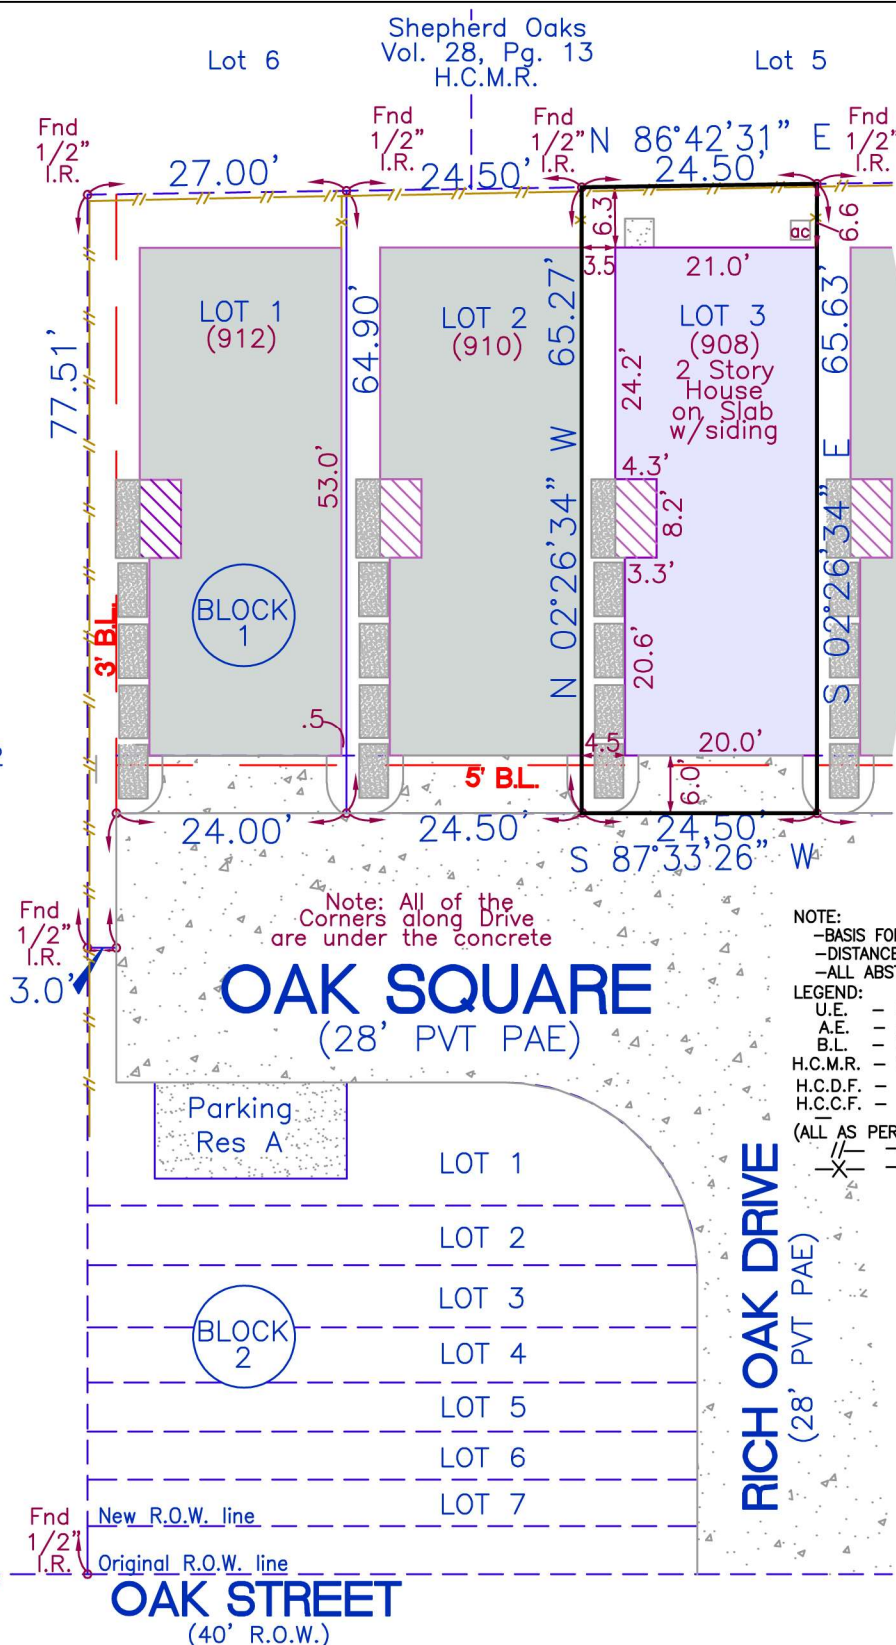 Shepherd Oaks
Vol. 28, Pg. 13
H.C.M.R.
Lot 6
Lot 5
Fnd
1/2"
I.R.
Fnd
1/2"
I.R.
Fnd
1/2"
I.R.
Fnd
1/2"
I.R.
N 86°42'31" E
27.00'
24.50'
24.50'
6.3
ac
6.6
3.5
21.0'
LOT 1
(912)
LOT 2
(910)
LOT 3
(908)
2 Story
House
on Slab
w/siding
77.51'
64.90'
65.27'
24.2'
65.63'
53.0'
N 02°26'34" W
4.3'
8.2'
3.3'
20.6'
S 02°26'34" E
BLOCK
1
3' B.L.
.5
4.5
20.0'
6.0'
5' B.L.
24.00'
24.50'
24.50'
S 87°33'26" W
Note: All of the
Corners along Drive
are under the concrete
Fnd
1/2"
I.R.
3.0'
OAK SQUARE
(28' PVT PAE)
NOTE:
-BASIS FO
-DISTANCE
-ALL ABS
LEGEND:
U.E. -
A.E. -
B.L. -
H.C.M.R. -
H.C.D.F. -
H.C.C.F. -
(ALL AS PER
Parking
Res A
LOT 1
LOT 2
LOT 3
LOT 4
LOT 5
LOT 6
LOT 7
BLOCK
2
RICH OAK DRIVE
(28' PVT PAE)
Fnd
1/2"
I.R.
New R.O.W. line
Original R.O.W. line
OAK STREET
(40' R.O.W.)